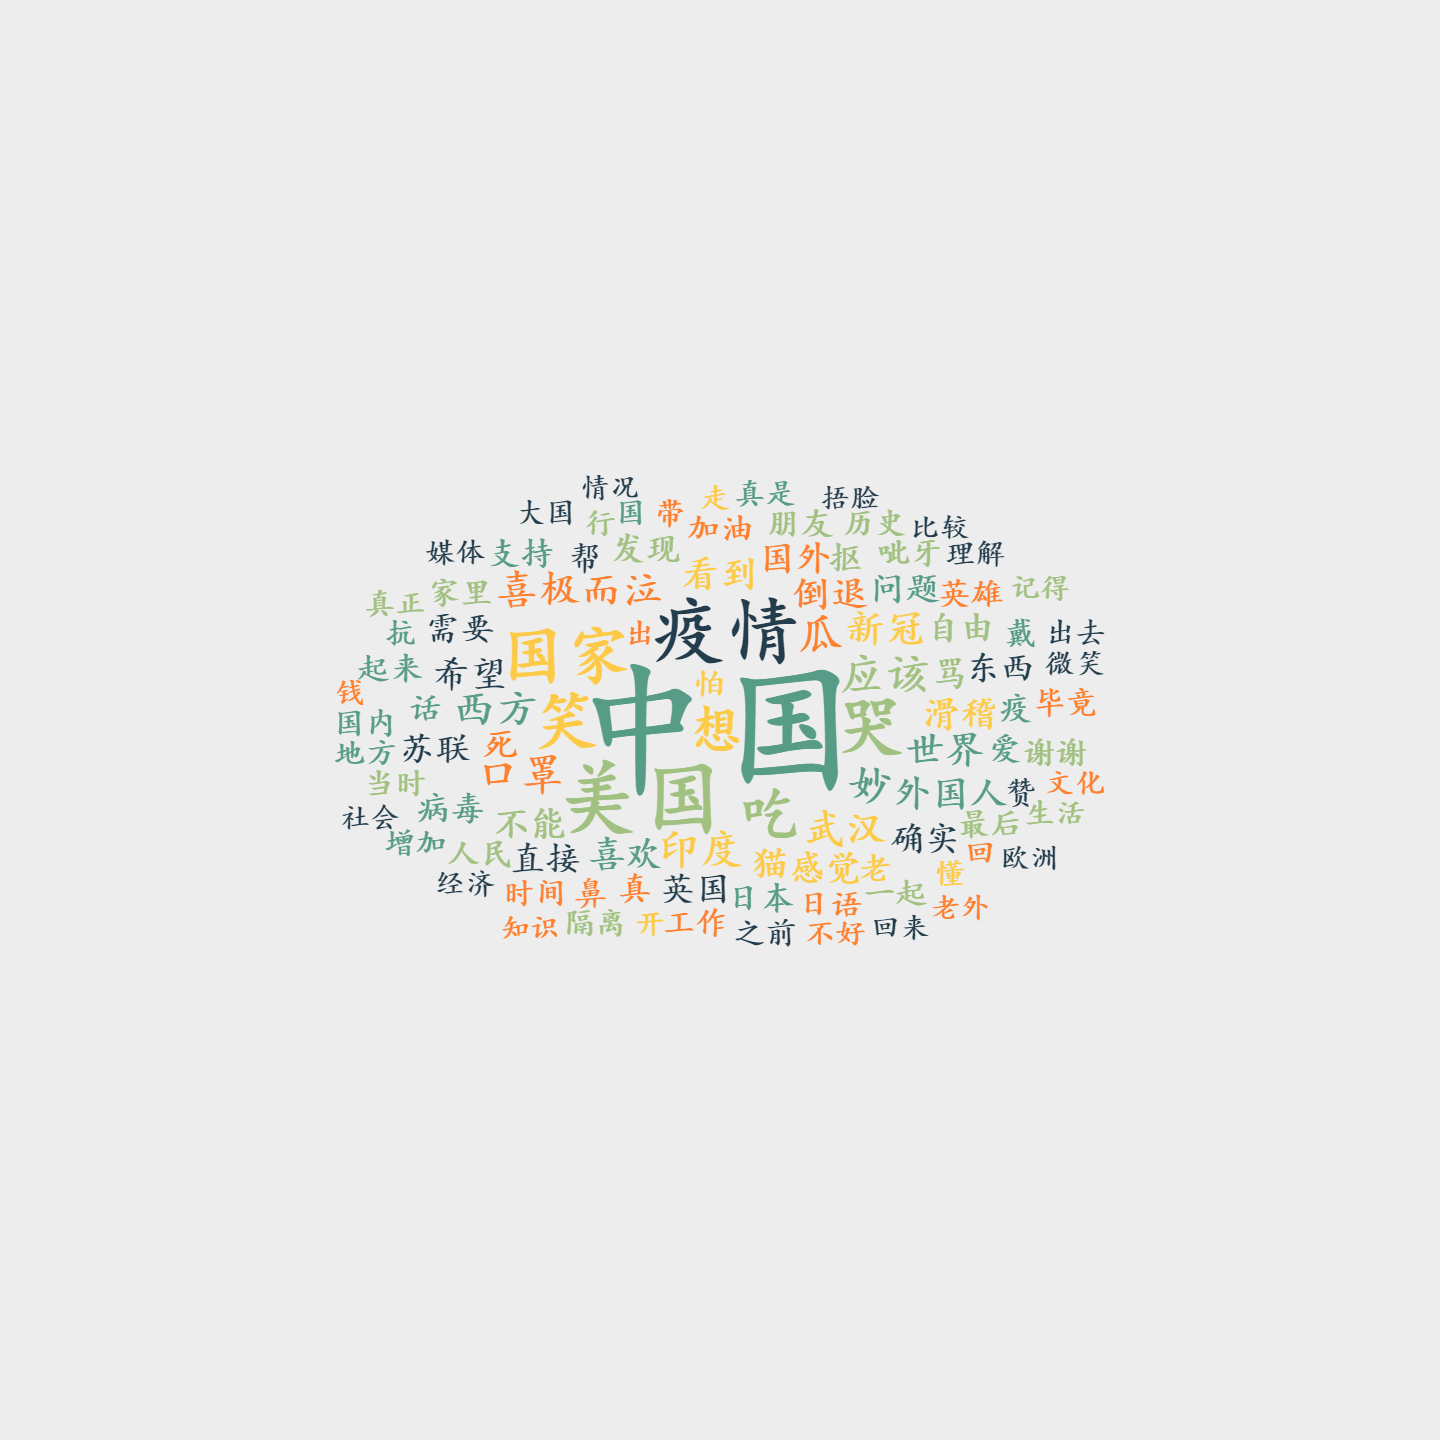 情况
大国 行 国 带 走 真是 捂脸
加油 朋友 历史 比较
媒体 支持 帮 发现 看到 国外 抠 呲牙 理解
真正 家里 喜极而泣 倒退 问题 英雄 记得
抗 需要 国家 出 疫情 瓜 新冠 自由 戴 出去
起来 希望 怕 应该 骂 东西 微笑
钱 国内 话 西方 笑 中国 想 哭 滑稽 疫 毕竟
地方 苏联 死 世界 爱 谢谢
当时 口罩 美国 吃 妙 外国人 赞 文化
社会 病毒 不能 武汉 确实 最后 生活
增加 人民 直接 喜欢 印度 猫 感觉 老 懂 回 欧洲
经济 时间 鼻 真 英国 日本 日语 一起 老外
知识 隔离 开 工作 之前 不好 回来